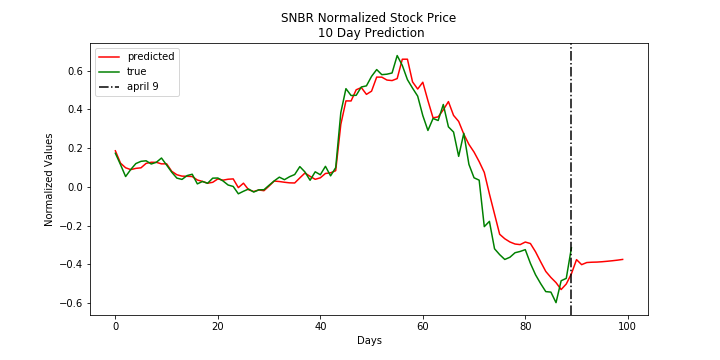 SNBR Normalized Stock Price
10 Day Prediction
predicted
true
april 9
Normalized Values
0.6
0.4
0.2
0.0
−0.2
−0.4
−0.6
0 20 40 60 80 100
Days